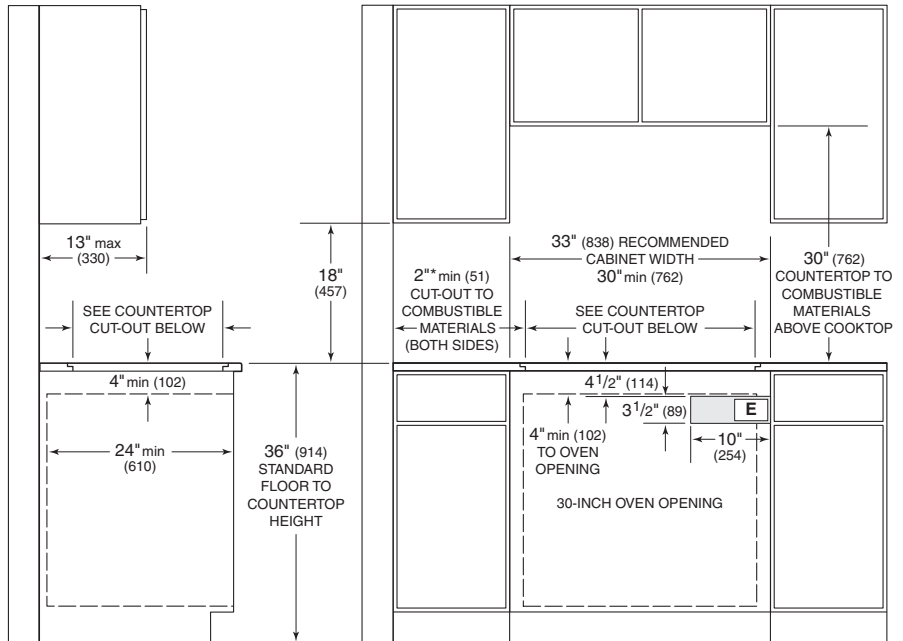 13" max
(330)
SEE COUNTERTOP
CUT-OUT BELOW
4" min (102)
24" min
(610)
18"
(457)
36" (914)
STANDARD
FLOOR TO
COUNTERTOP
HEIGHT
2"* min (51)
CUT-OUT TO
COMBUSTIBLE
MATERIALS
(BOTH SIDES)
33" (838) RECOMMENDED
CABINET WIDTH
30" min (762)
SEE COUNTERTOP
CUT-OUT BELOW
30" (762)
COUNTERTOP TO
COMBUSTIBLE
MATERIALS
ABOVE COOKTOP
4 1/2" (114)
3 1/2" (89)
E
10"
(254)
4" min (102)
TO OVEN
OPENING
30-INCH OVEN OPENING